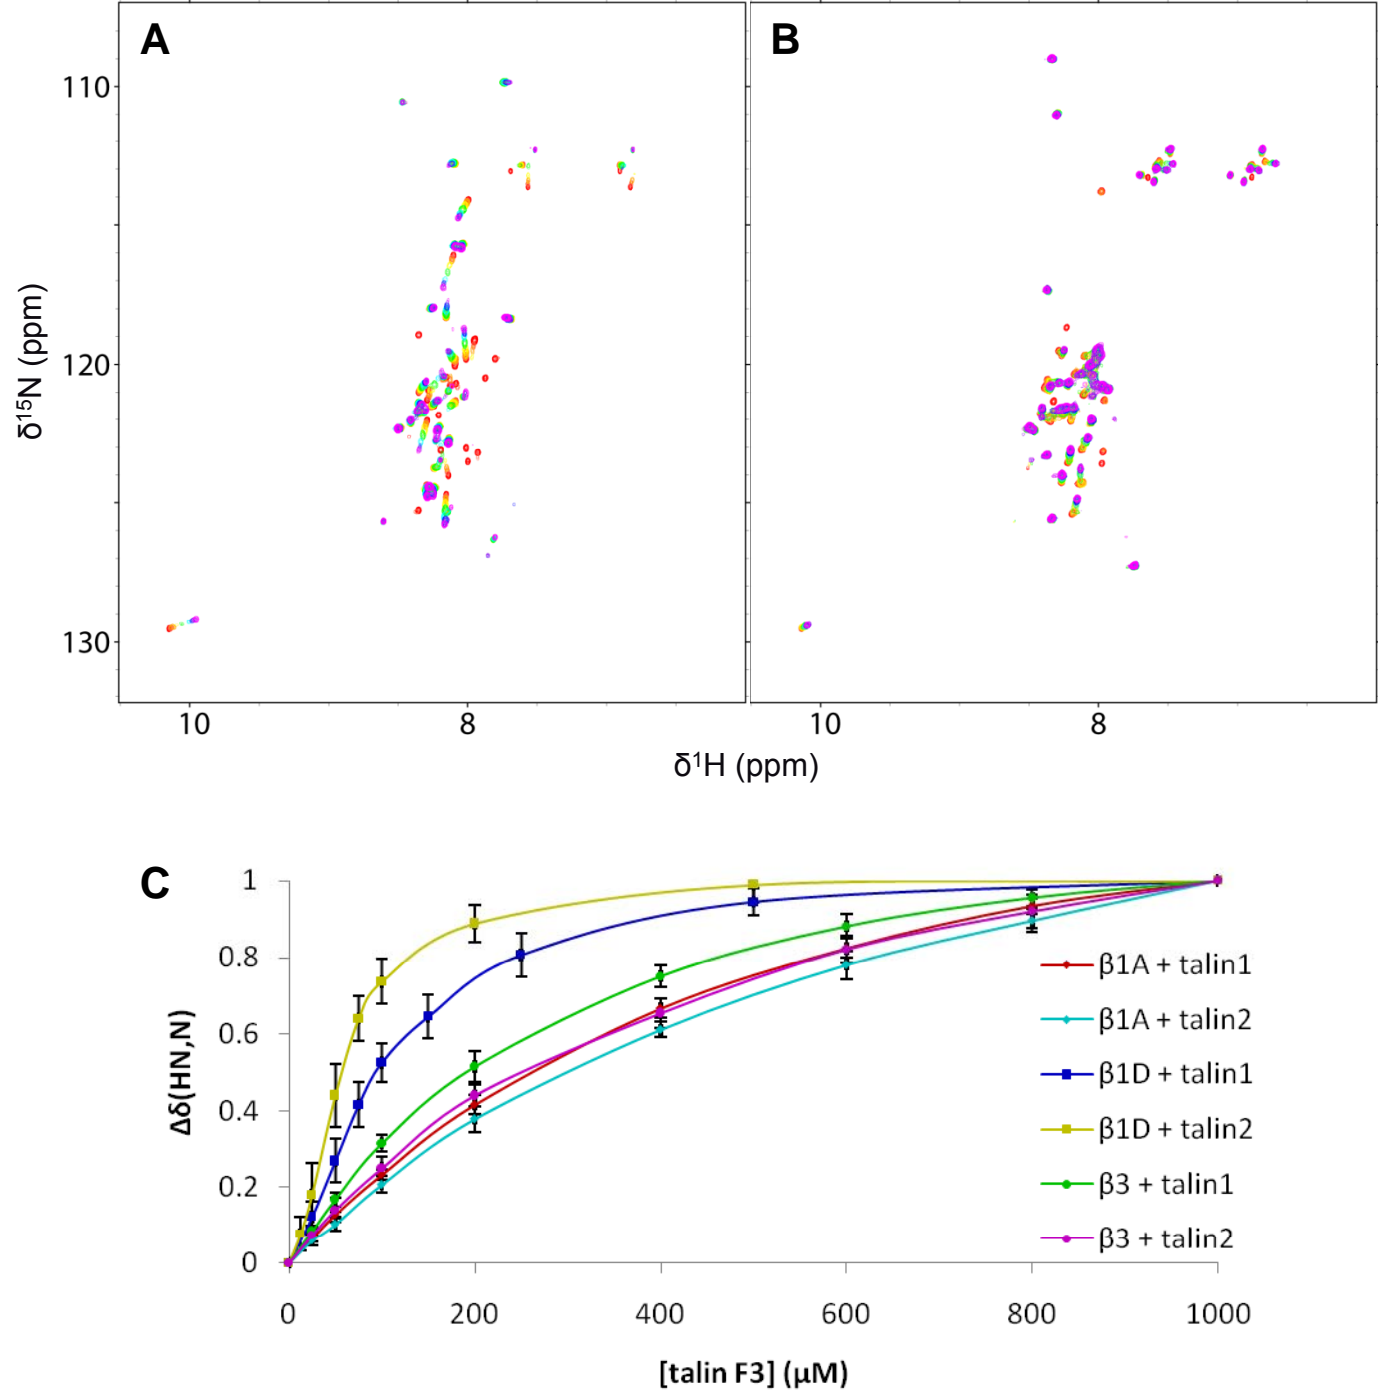 A
B
110
120
130
δ¹⁵N (ppm)
10
8
10
8
δ¹H (ppm)
C
1
0.8
0.6
0.4
0.2
0
Δδ(HN,N)
β1A + talin1
β1A + talin2
β1D + talin1
β1D + talin2
β3 + talin1
β3 + talin2
0
200
400
600
800
1000
[talin F3] (μM)